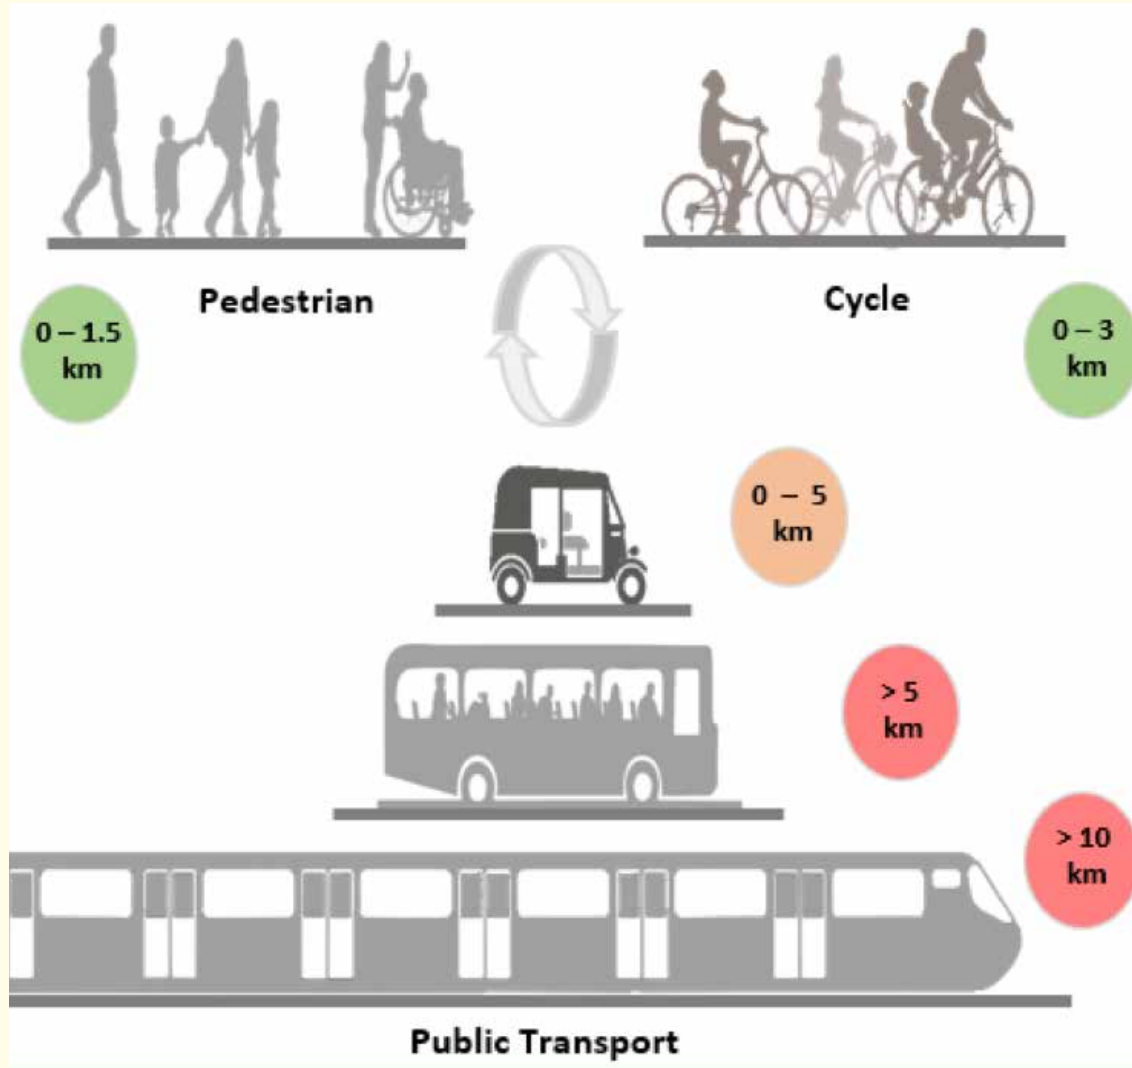 Pedestrian
Cycle
0 – 1.5
km
0 – 3
km
0 – 5
km
> 5
km
> 10
km
Public Transport